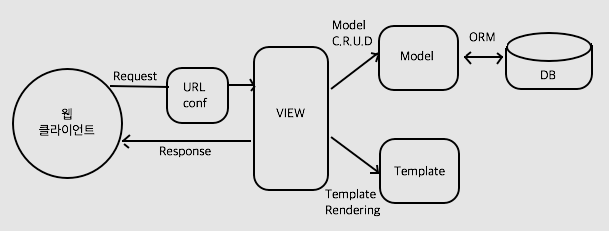 Model
C.R.U.D
ORM
Model
DB
Request
URL
conf
웹
클라이언트
VIEW
Response
Template
Template
Rendering